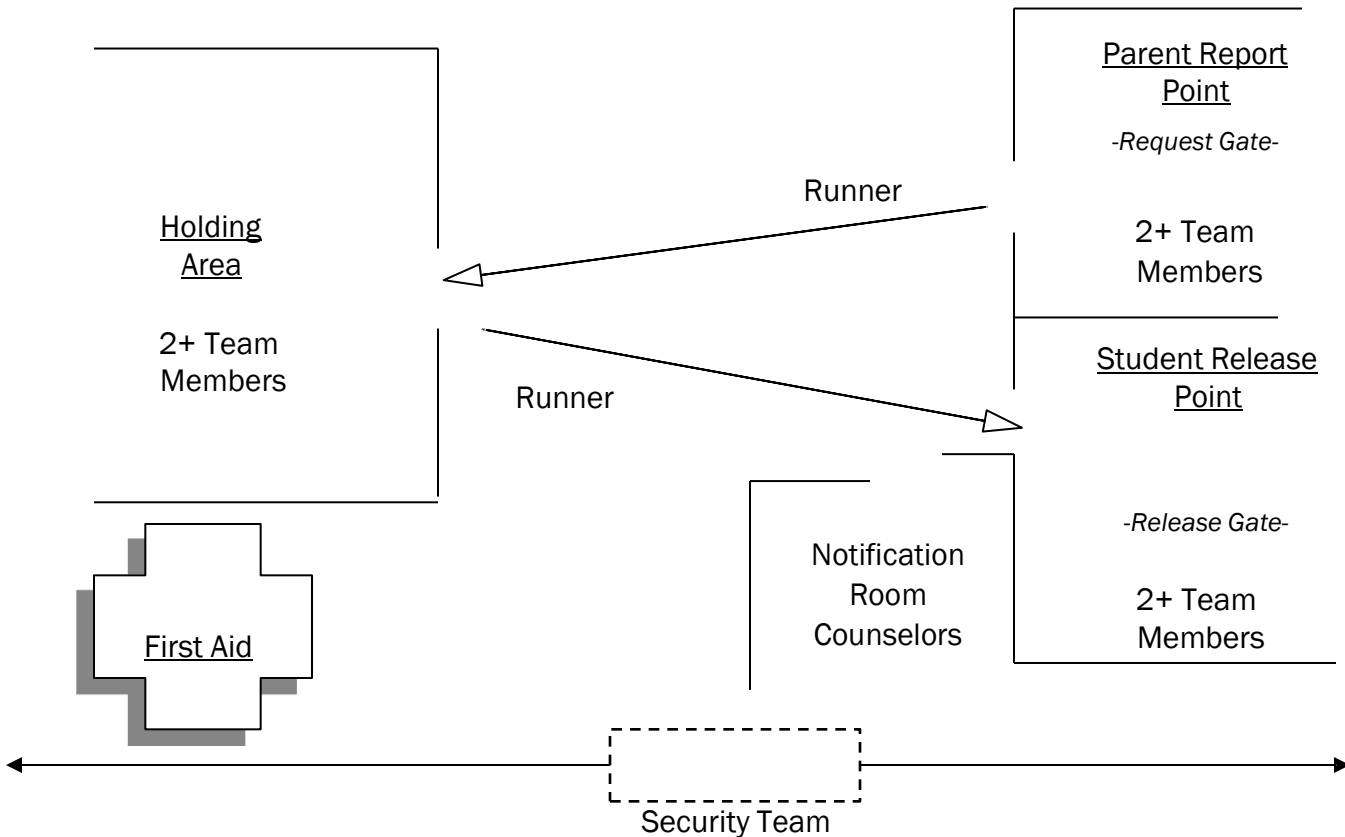 Parent Report
Point
-Request Gate-
Runner
2+ Team
Members
Holding
Area
2+ Team
Members
Runner
Student Release
Point
-Release Gate-
2+ Team
Members
Notification
Room
Counselors
First Aid
Security Team